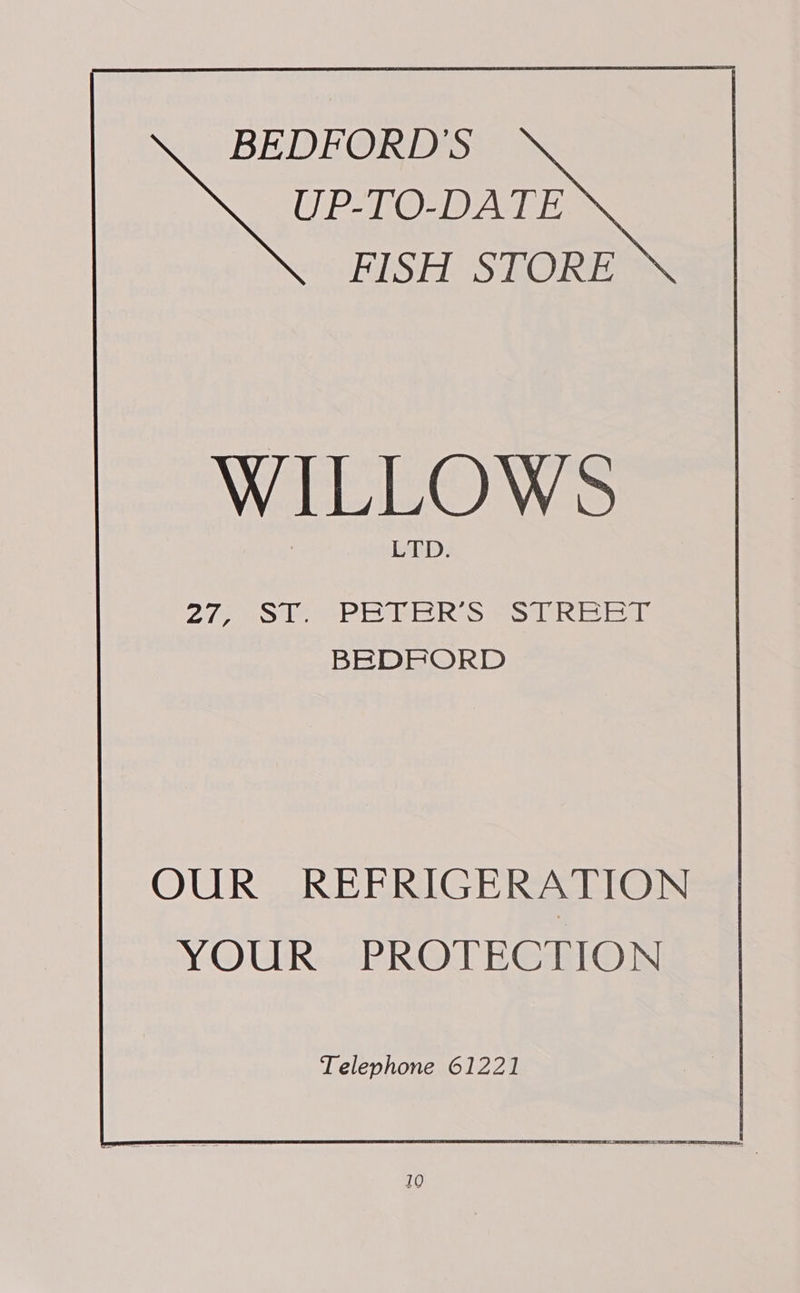 BEDFORD'S
UP-TO-DATE
FISH STORE
WILLOWS
LTD.
27, ST. PETER'S STREET
BEDFORD
OUR REFRIGERATION
YOUR PROTECTION
Telephone 61221
10